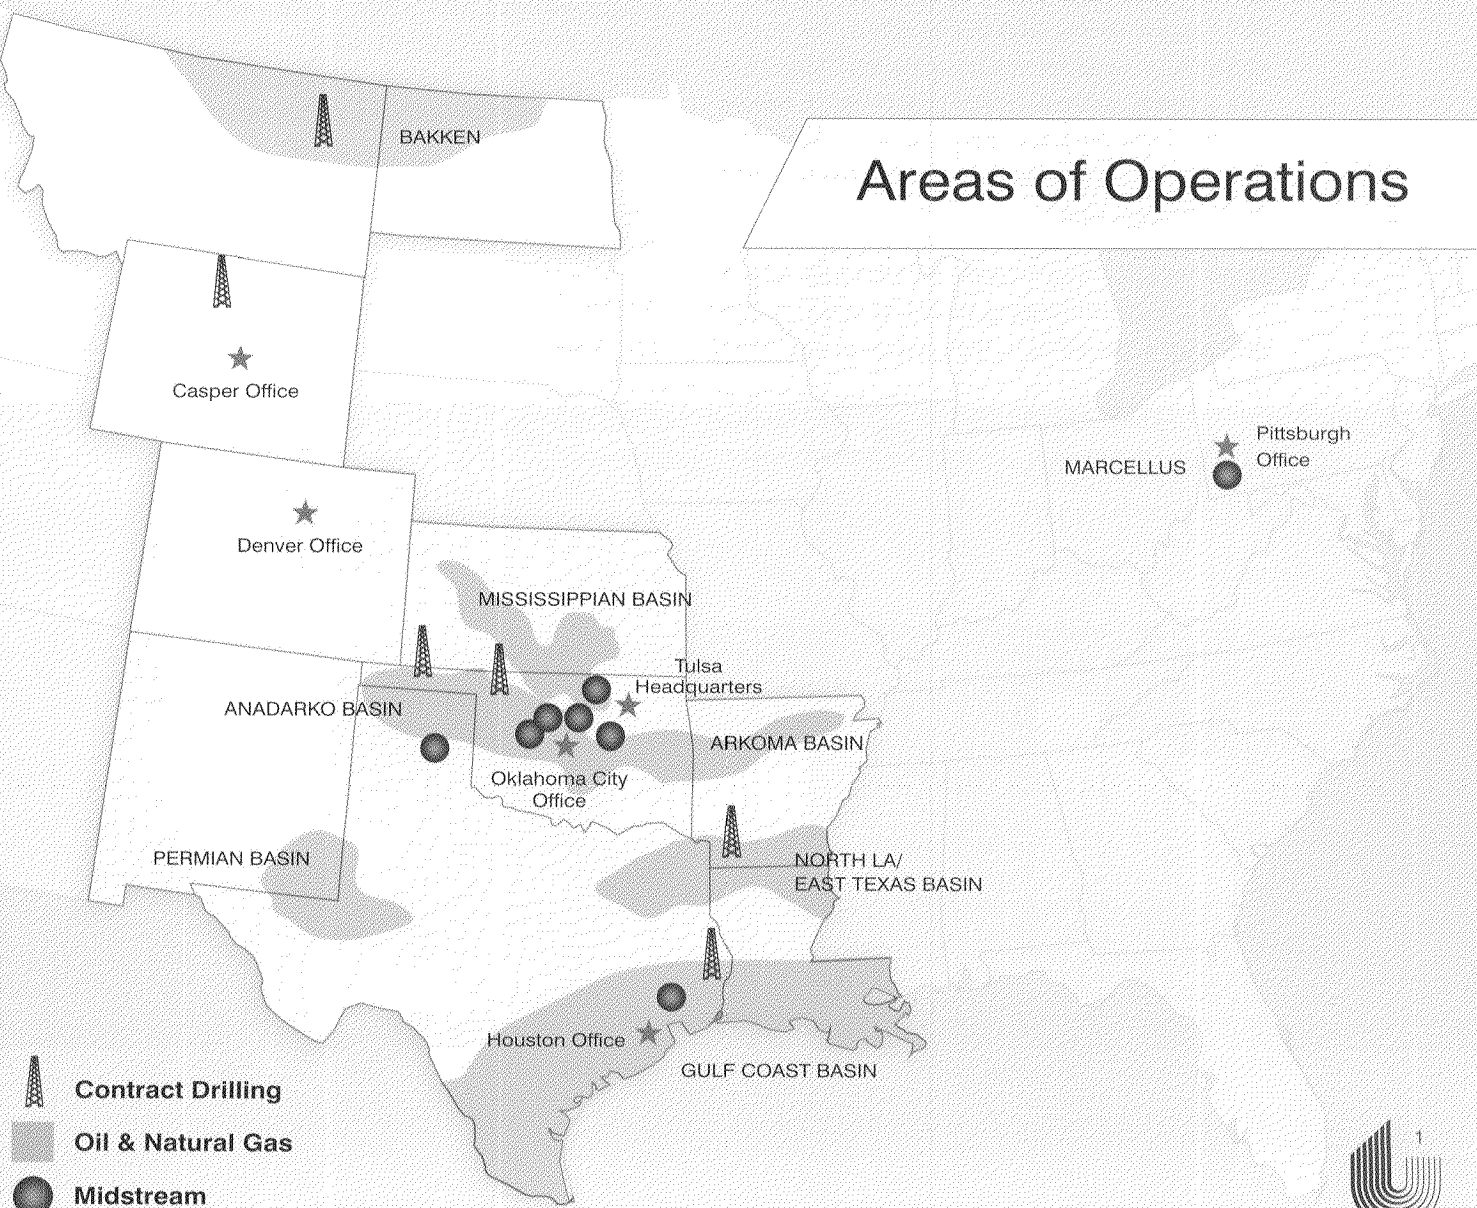 Areas of Operations
BAKKEN
Casper Office
Pittsburgh
Office
MARCELLUS
Denver Office
MISSISSIPPIAN BASIN
Tulsa
Headquarters
ANADARKO BASIN
ARKOMA BASIN
Oklahoma City
Office
PERMIAN BASIN
NORTH LA/
EAST TEXAS BASIN
Houston Office
GULF COAST BASIN
Contract Drilling
Oil & Natural Gas
Midstream
1